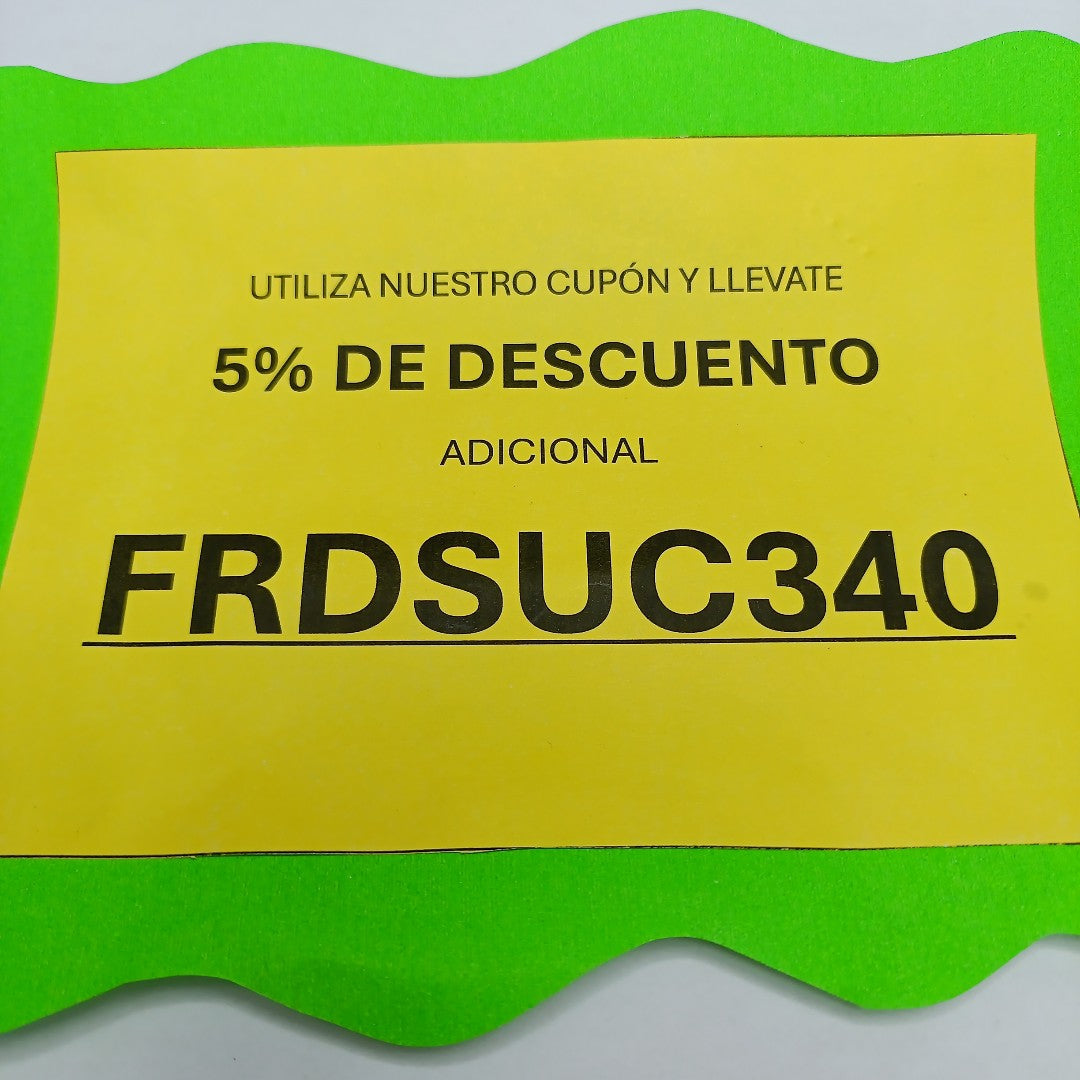 UTILIZA NUESTRO CUPÓN Y LLEVATE
5% DE DESCUENTO
ADICIONAL
FRDSUC340